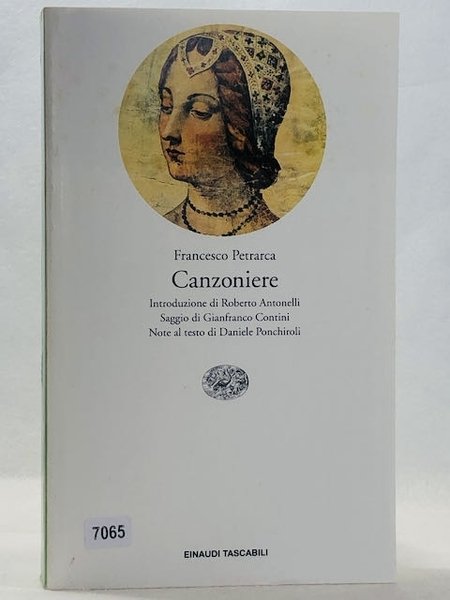 Francesco Petrarca
Canzoniere
Introduzione di Roberto Antonelli
Saggio di Gianfranco Contini
Note al testo di Daniele Ponchiroli
7065
EINAUDI TASCABILI